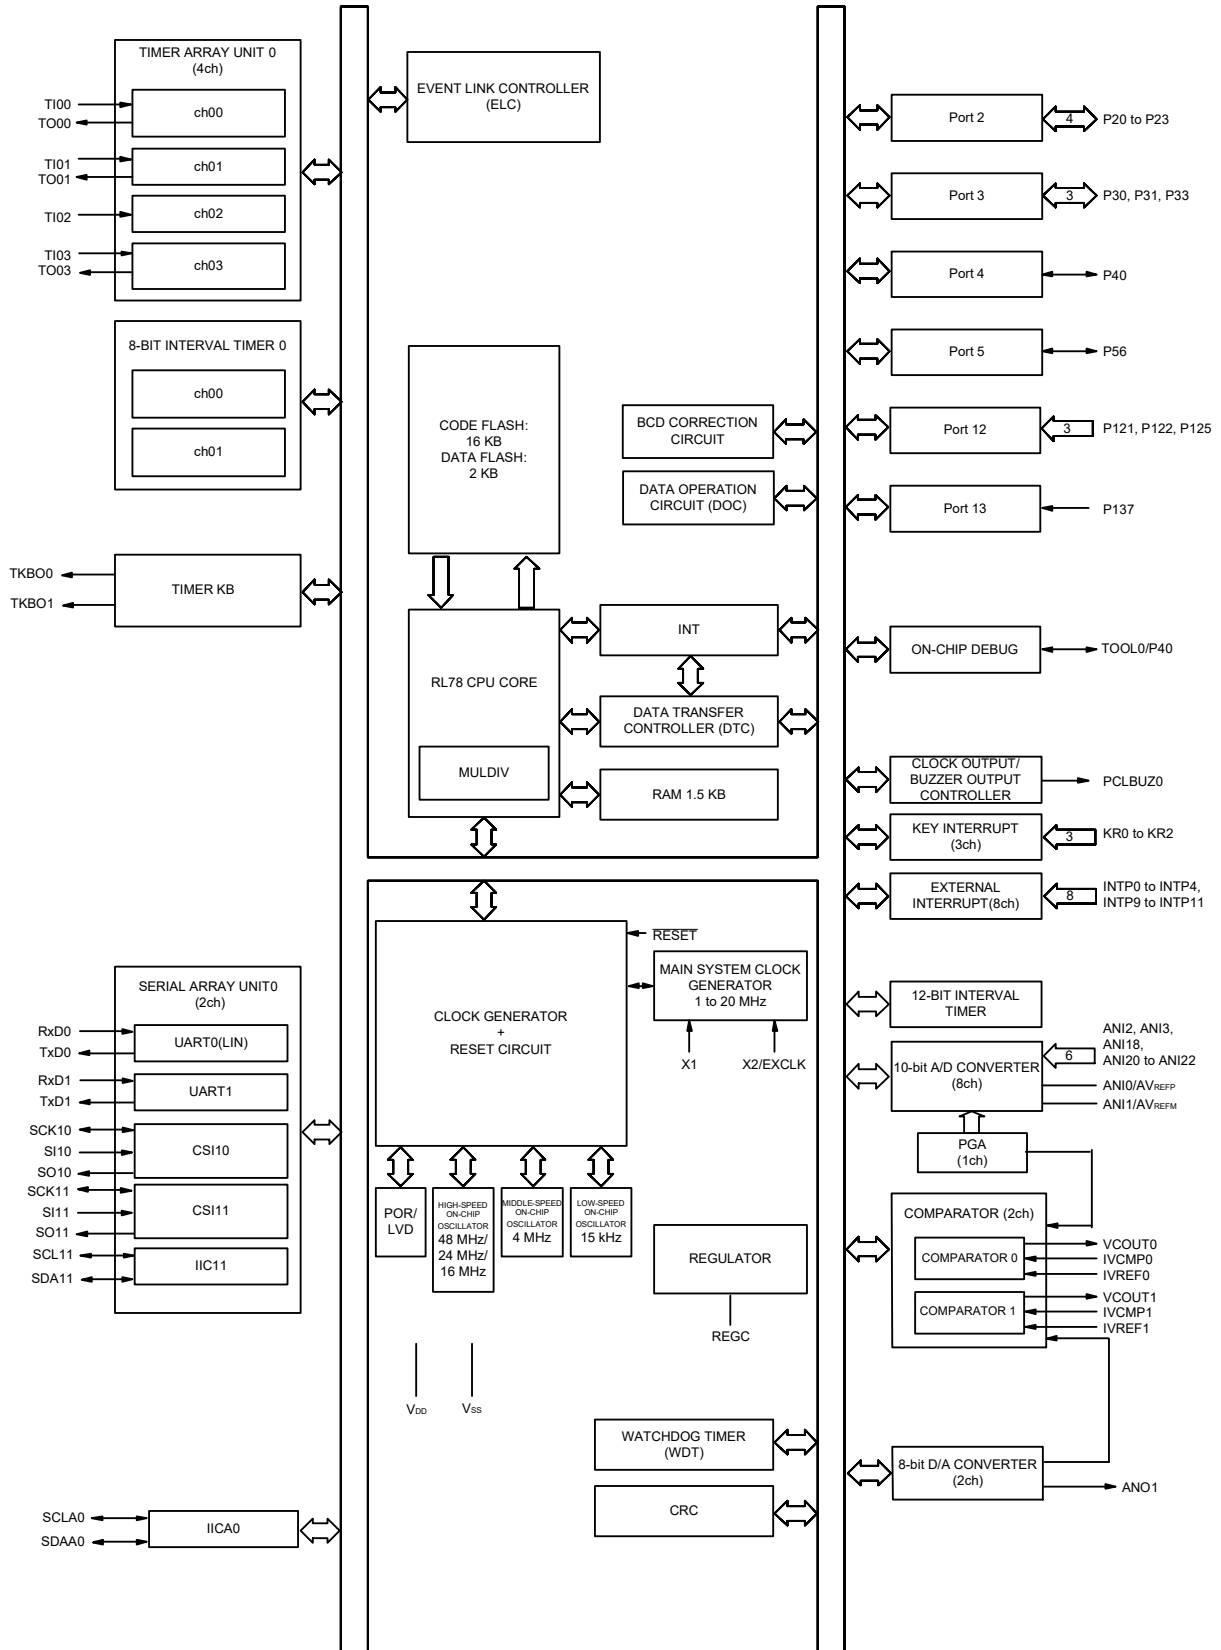 TIMER ARRAY UNIT 0
(4ch)
TI00
TO00
ch00
TI01
TO01
ch01
TI02
ch02
TI03
TO03
ch03
8-BIT INTERVAL TIMER 0
ch00
ch01
TKBO0
TKBO1
TIMER KB
SERIAL ARRAY UNIT0
(2ch)
RxD0
TxD0
UART0(LIN)
RxD1
TxD1
UART1
SCK10
SI10
SO10
CSI10
SCK11
SI11
SO11
CSI11
SCL11
SDA11
IIC11
SCLA0
SDAA0
IICA0
EVENT LINK CONTROLLER
(ELC)
CODE FLASH:
16 KB
DATA FLASH:
2 KB
BCD CORRECTION
CIRCUIT
DATA OPERATION
CIRCUIT (DOC)
RL78 CPU CORE
MULDIV
INT
DATA TRANSFER
CONTROLLER (DTC)
RAM 1.5 KB
CLOCK GENERATOR
+
RESET CIRCUIT
RESET
MAIN SYSTEM CLOCK
GENERATOR
1 to 20 MHz
X1
X2/EXCLK
POR/
LVD
HIGH-SPEED
ON-CHIP
OSCILLATOR
48 MHz/
24 MHz/
16 MHz
MIDDLE-SPEED
ON-CHIP
OSCILLATOR
4 MHz
LOW-SPEED
ON-CHIP
OSCILLATOR
15 kHz
REGULATOR
REGC
VDD
VSS
WATCHDOG TIMER
(WDT)
CRC
Port 2
4
P20 to P23
Port 3
3
P30, P31, P33
Port 4
P40
Port 5
P56
Port 12
3
P121, P122, P125
Port 13
P137
ON-CHIP DEBUG
TOOL0/P40
CLOCK OUTPUT/
BUZZER OUTPUT
CONTROLLER
PCLBUZ0
KEY INTERRUPT
(3ch)
3
KR0 to KR2
EXTERNAL
INTERRUPT(8ch)
8
INTP0 to INTP4,
INTP9 to INTP11
12-BIT INTERVAL
TIMER
10-bit A/D CONVERTER
(8ch)
6
ANI2, ANI3,
ANI18,
ANI20 to ANI22
ANI0/AVREFP
ANI1/AVREFM
PGA
(1ch)
COMPARATOR (2ch)
COMPARATOR 0
VCOUT0
IVCMP0
IVREF0
COMPARATOR 1
VCOUT1
IVCMP1
IVREF1
8-bit D/A CONVERTER
(2ch)
ANO1